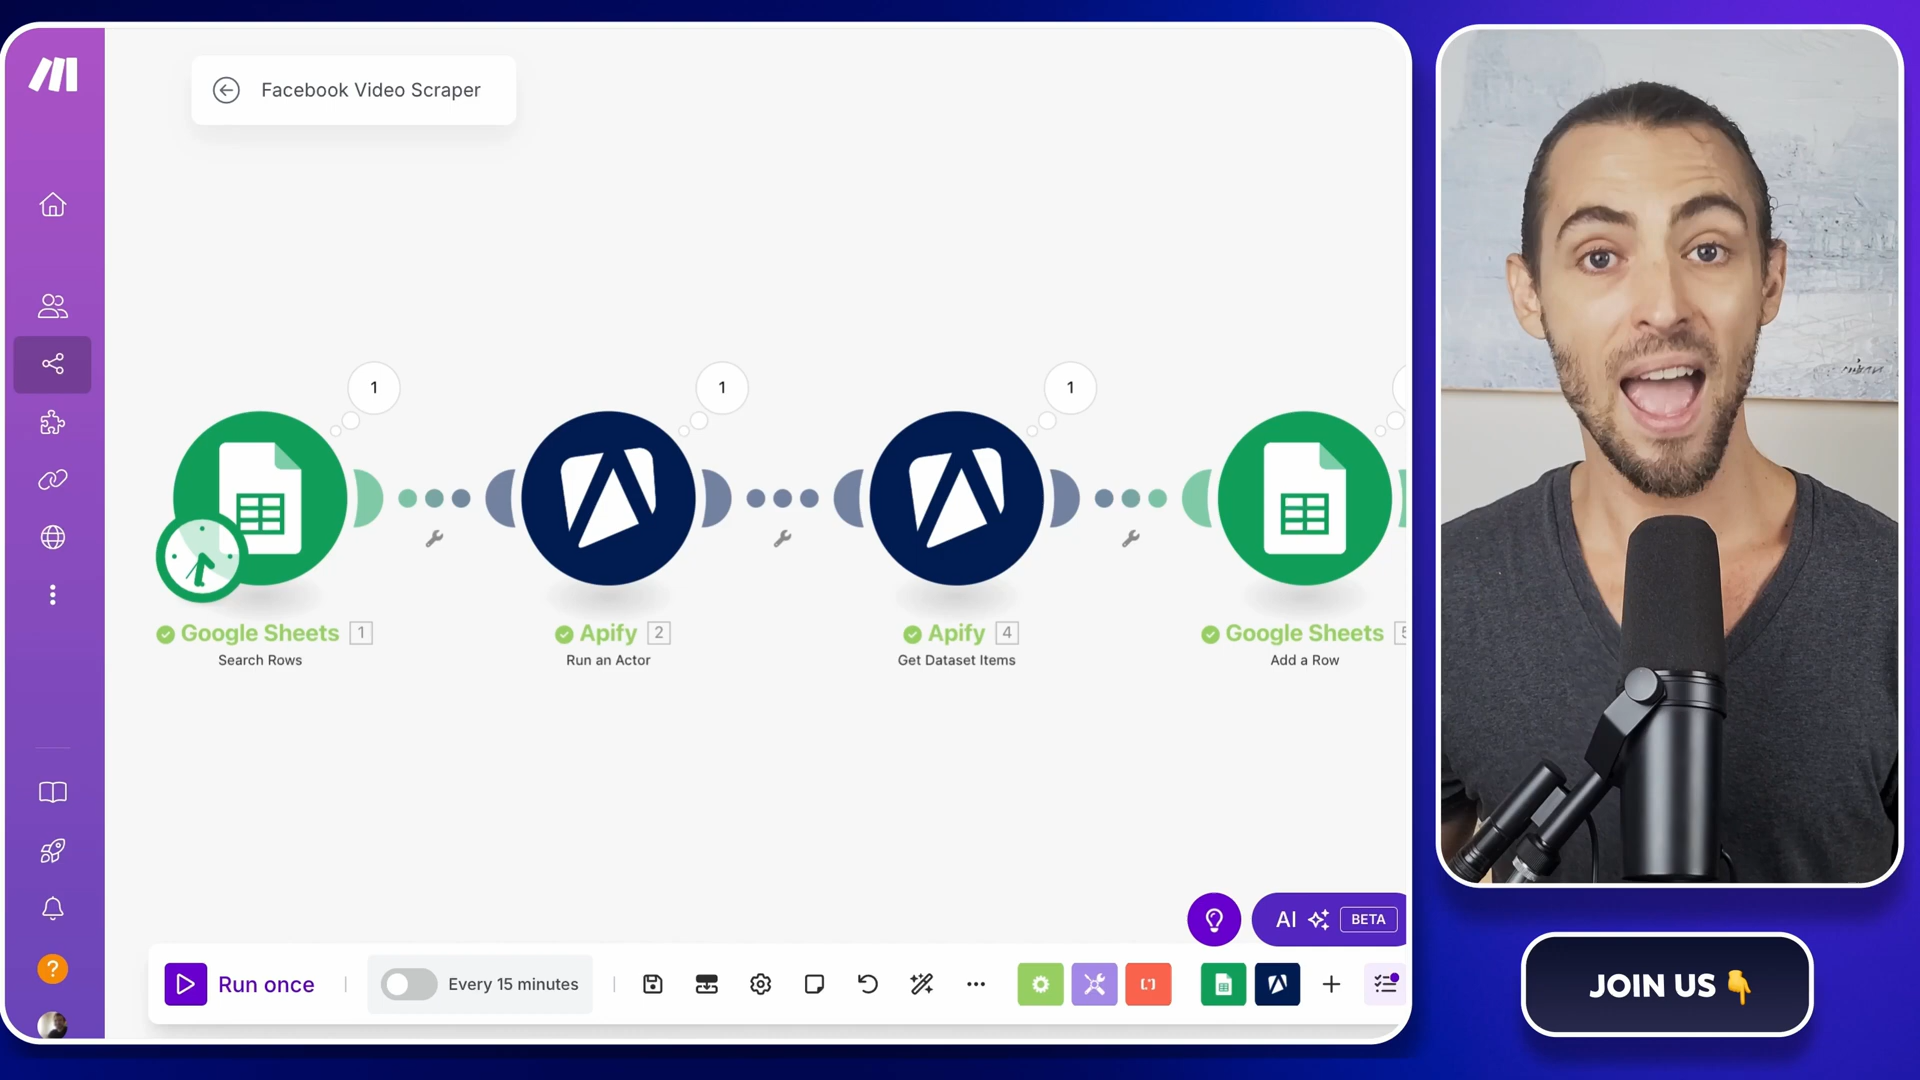 Facebook Video Scraper
1
1
1
Google Sheets 1
Search Rows
Apify 2
Run an Actor
Apify 4
Get Dataset Items
Google Sheets
Add a Row
AI BETA
Run once
Every 15 minutes
?
JOIN US